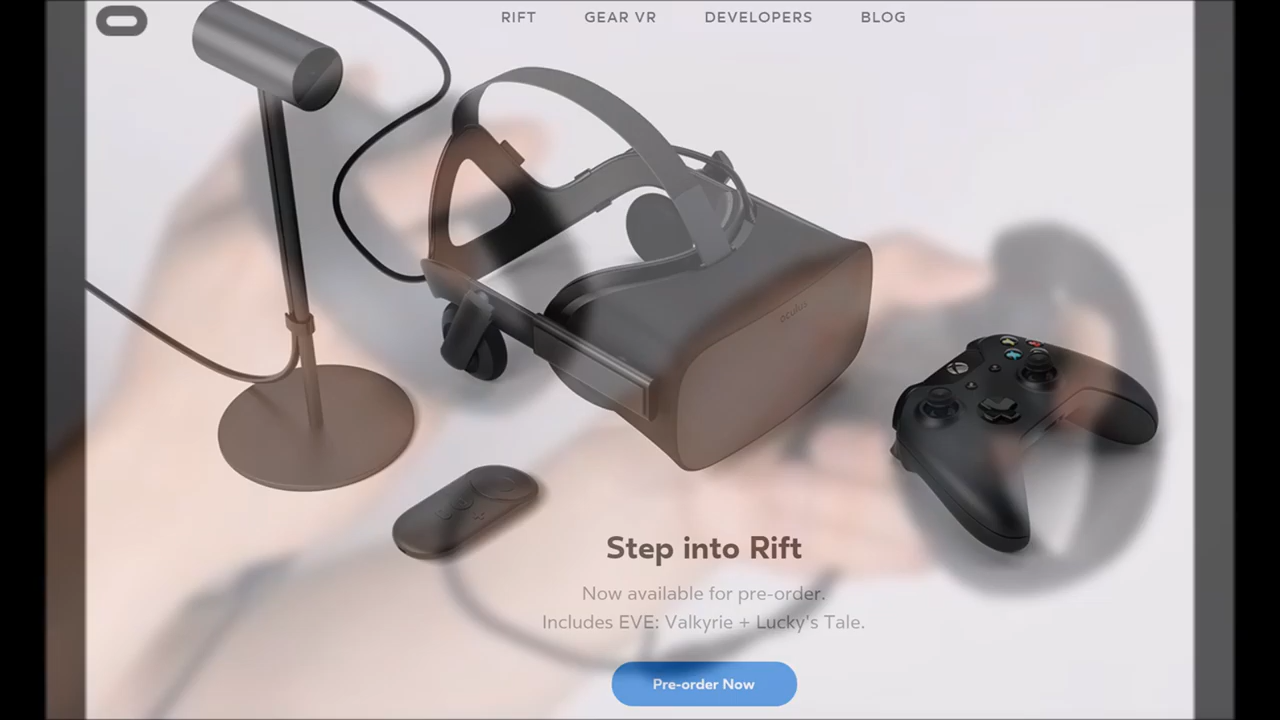 RIFT GEAR VR DEVELOPERS BLOG
oculus
Step into Rift
Now available for pre-order.
Includes EVE: Valkyrie + Lucky's Tale.
Pre-order Now